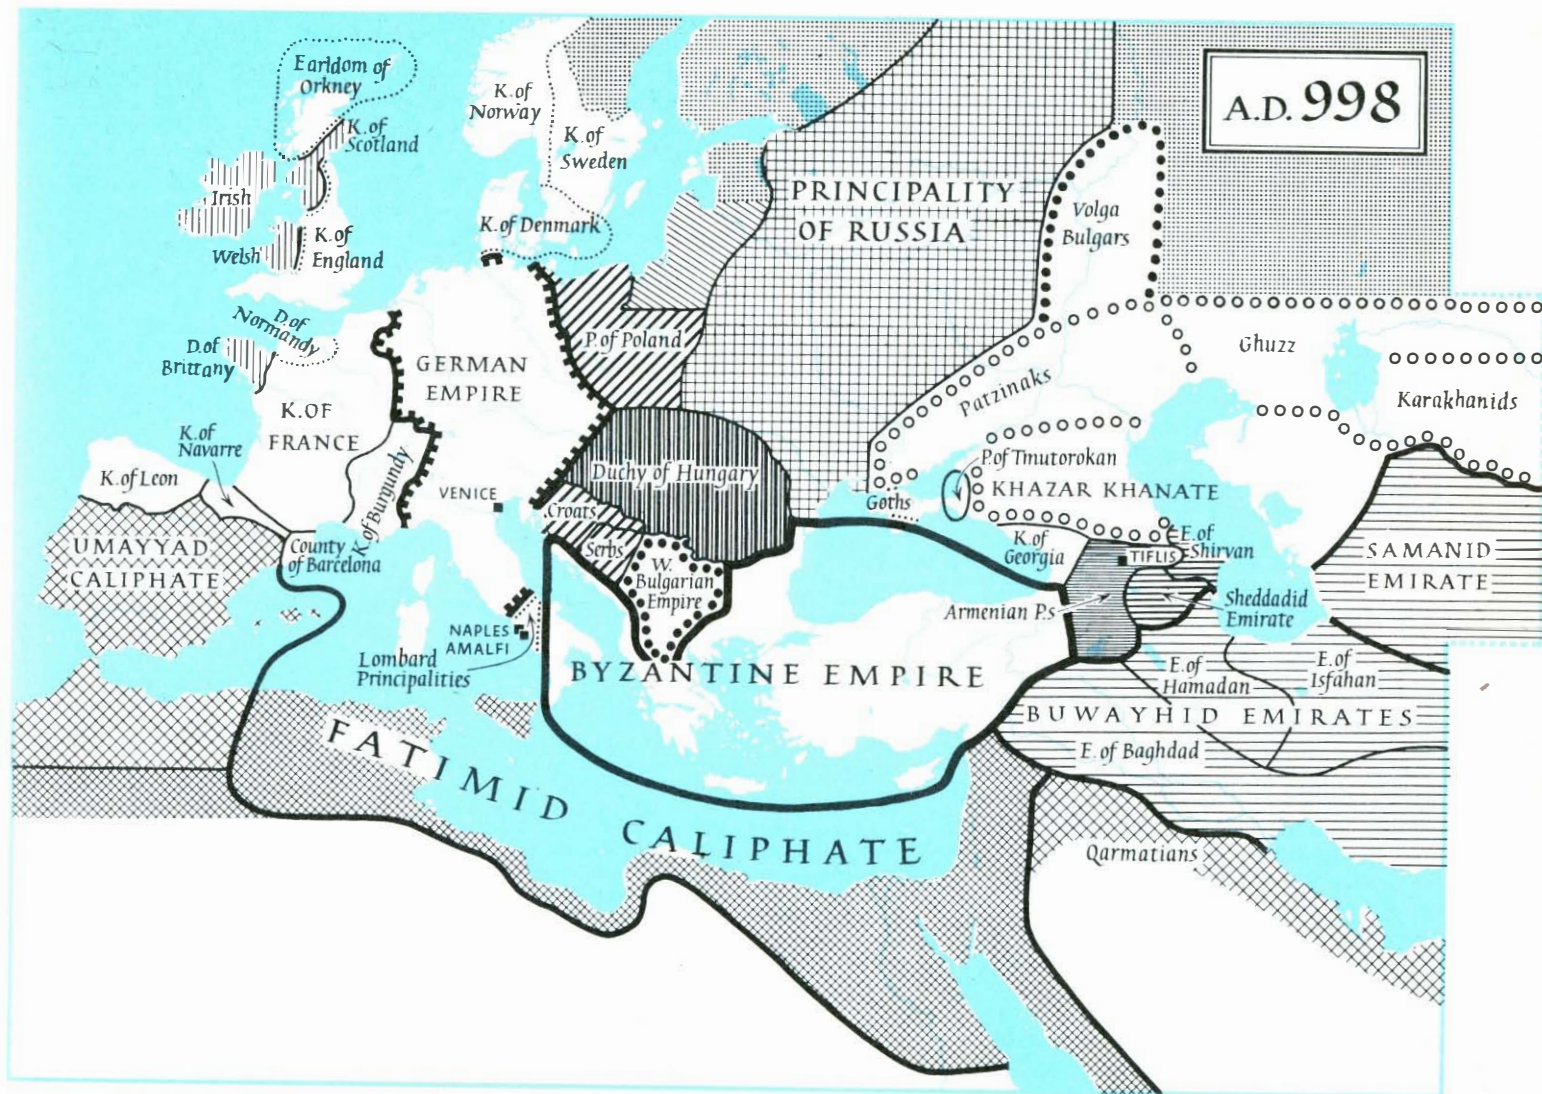 A.D. 998
Earldom of
Orkney
K. of
Scotland
K. of
Norway
K. of
Sweden
Irish
K. of Denmark
Welsh
K. of
England
PRINCIPALITY
OF RUSSIA
Volga
Bulgars
D. of
Normandy
D. of
Brittany
P. of Poland
GERMAN
EMPIRE
Ghuzz
Patzinaks
Karakhanids
K. OF
FRANCE
K. of
Navarre
K. of Leon
K. of Burgundy
VENICE
Duchy of Hungary
P. of Tmutorokan
KHAZAR KHANATE
Goths
Croats
Serbs
W.
Bulgarian
Empire
K. of
Georgia
TIFLIS
E. of
Shirvan
SAMANID
EMIRATE
UMAYYAD
CALIPHATE
County
of Barcelona
Armenian P.s
Sheddadid
Emirate
NAPLES
AMALFI
Lombard
Principalities
BYZANTINE EMPIRE
E. of
Hamadan
E. of
Isfahan
BUWAYHID EMIRATES
E. of Baghdad
FATIMID CALIPHATE
Qarmatians